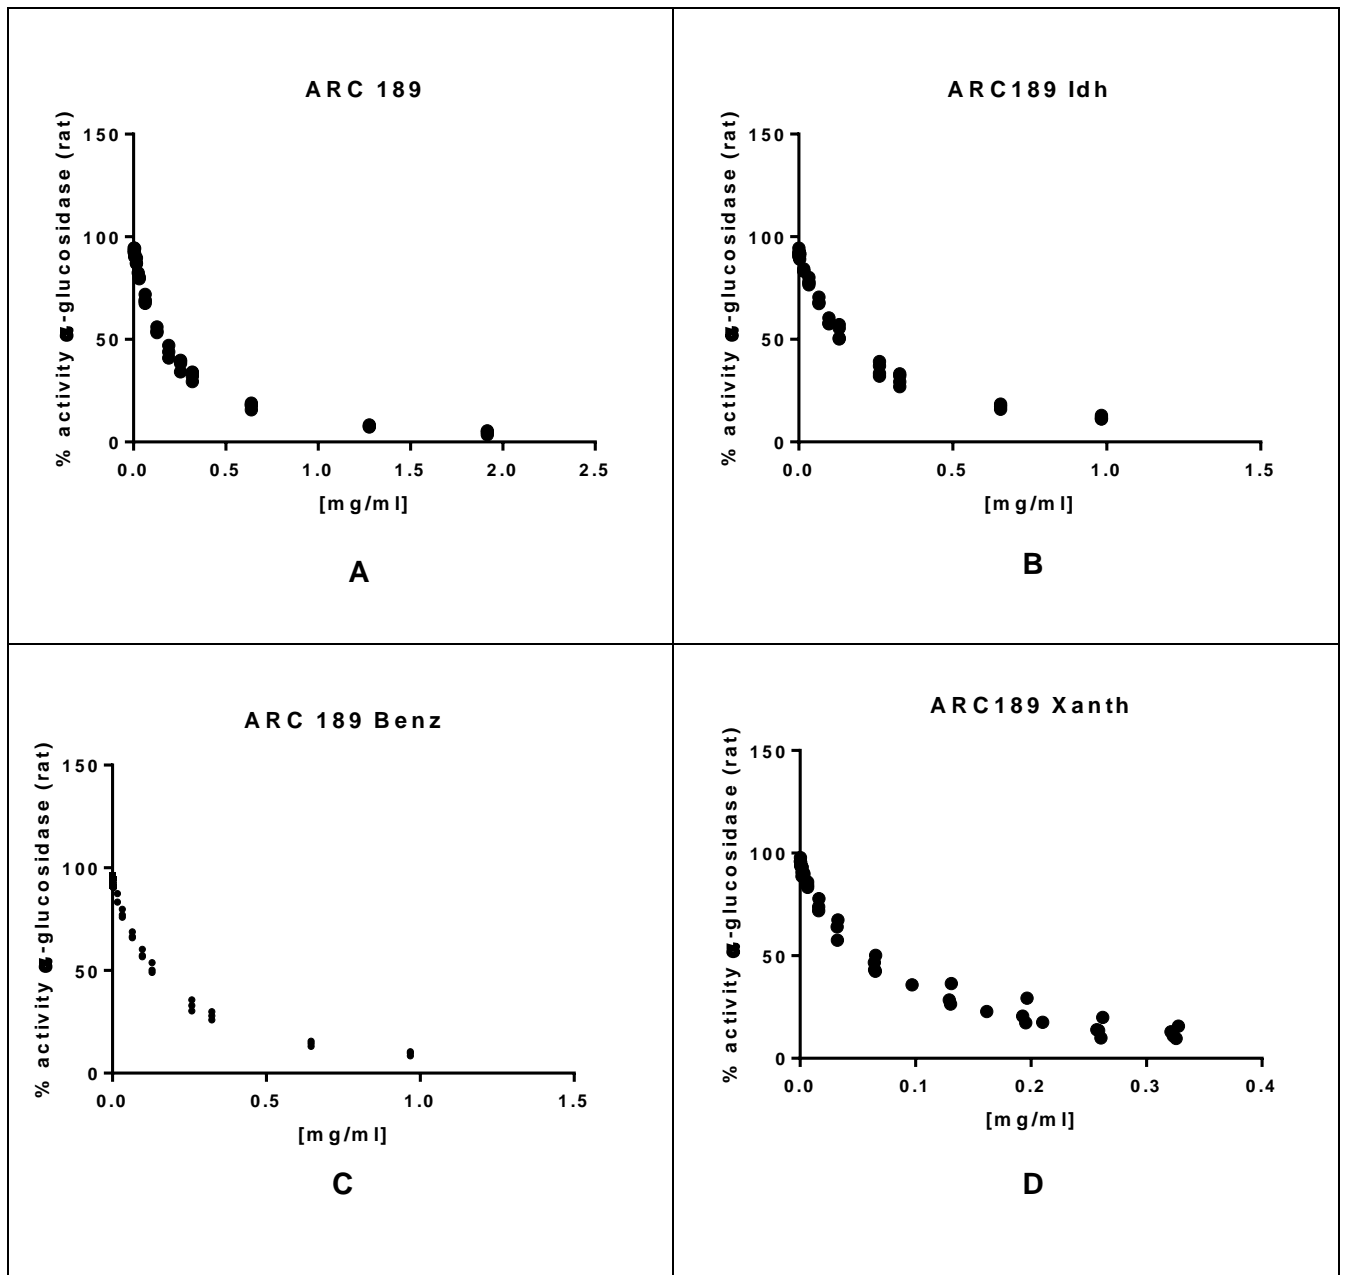 ARC 189
% activity α-glucosidase (rat)
150
100
50
0
0.0 0.5 1.0 1.5 2.0 2.5
[mg/ml]
A
ARC189 Idh
% activity α-glucosidase (rat)
150
100
50
0
0.0 0.5 1.0 1.5
[mg/ml]
B
ARC 189 Benz
% activity α-glucosidase (rat)
150
100
50
0
0.0 0.5 1.0 1.5
[mg/ml]
C
ARC189 Xanth
% activity α-glucosidase (rat)
150
100
50
0
0.0 0.1 0.2 0.3 0.4
[mg/ml]
D